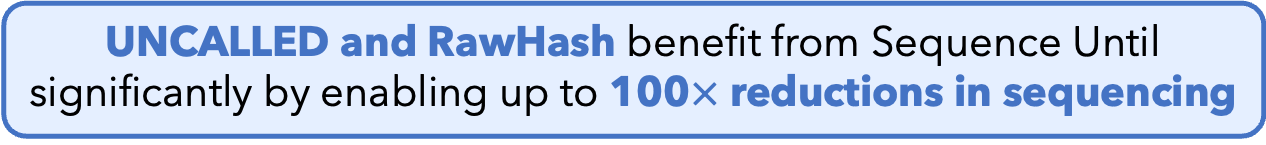 UNCALLED and RawHash benefit from Sequence Until
significantly by enabling up to 100× reductions in sequencing